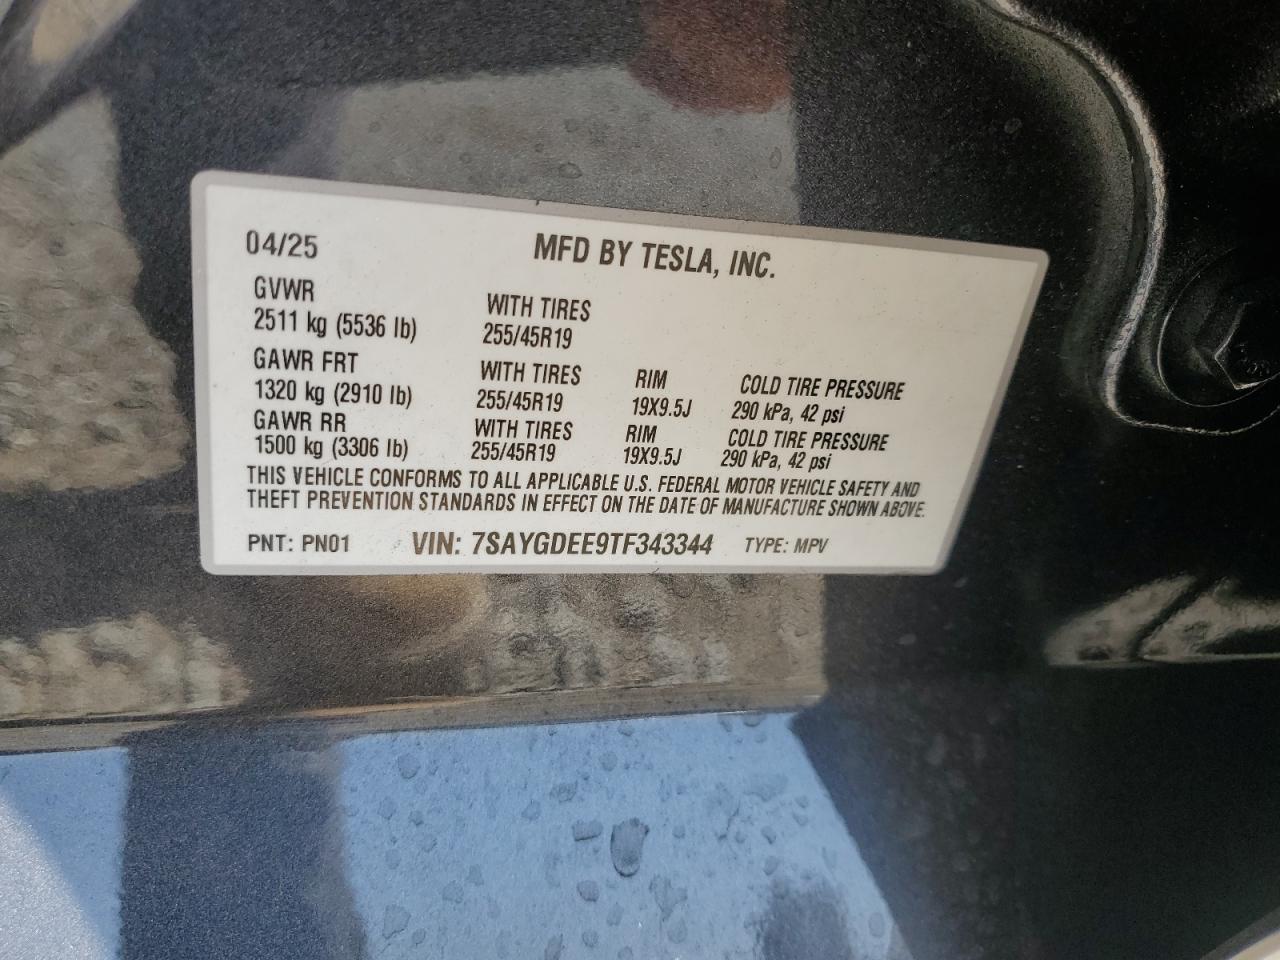 04/25 MFD BY TESLA, INC.
GVWR WITH TIRES
2511 kg (5536 lb) 255/45R19
GAWR FRT WITH TIRES RIM COLD TIRE PRESSURE
1320 kg (2910 lb) 255/45R19 19X9.5J 290 kPa, 42 psi
GAWR RR WITH TIRES RIM COLD TIRE PRESSURE
1500 kg (3306 lb) 255/45R19 19X9.5J 290 kPa, 42 psi
THIS VEHICLE CONFORMS TO ALL APPLICABLE U.S. FEDERAL MOTOR VEHICLE SAFETY AND
THEFT PREVENTION STANDARDS IN EFFECT ON THE DATE OF MANUFACTURE SHOWN ABOVE.
PNT: PN01 VIN: 7SAYGDEE9TF343344 TYPE: MPV